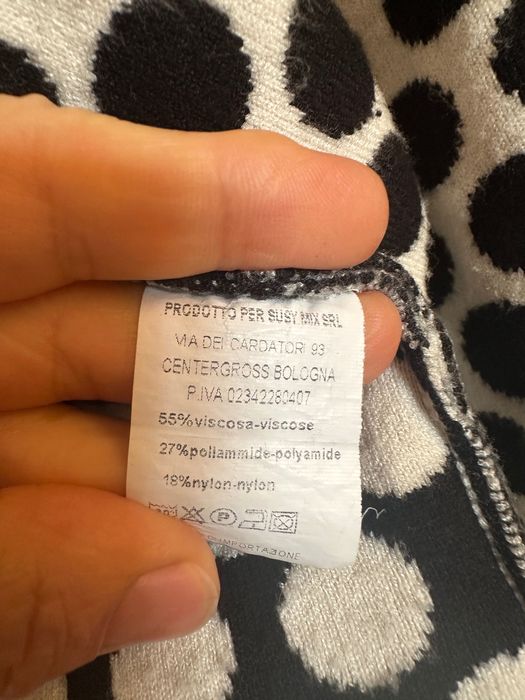 PRODOTTO PER SUSY MIX SRL
VIA DEI CARDATORI 93
CENTERGROSS BOLOGNA
P.IVA 02342280407
55%viscosa-viscose
27%poliammide-polyamide
18%nylon-nylon
P
D'IMPORTAZIONE